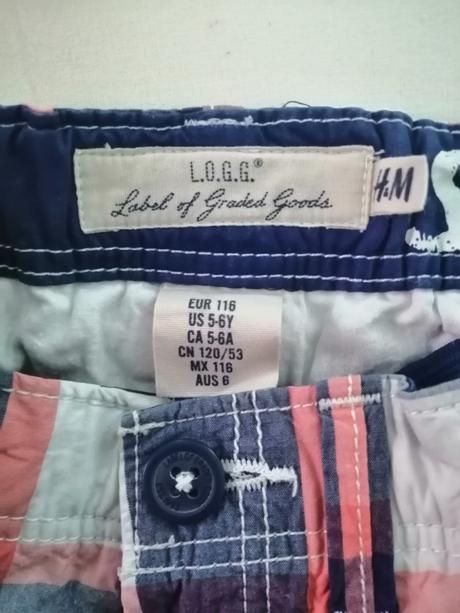 L.O.G.G.®
Label of Graded Goods
H&M
EUR 116
US 5-6Y
CA 5-6A
CN 120/53
MX 116
AUS 6